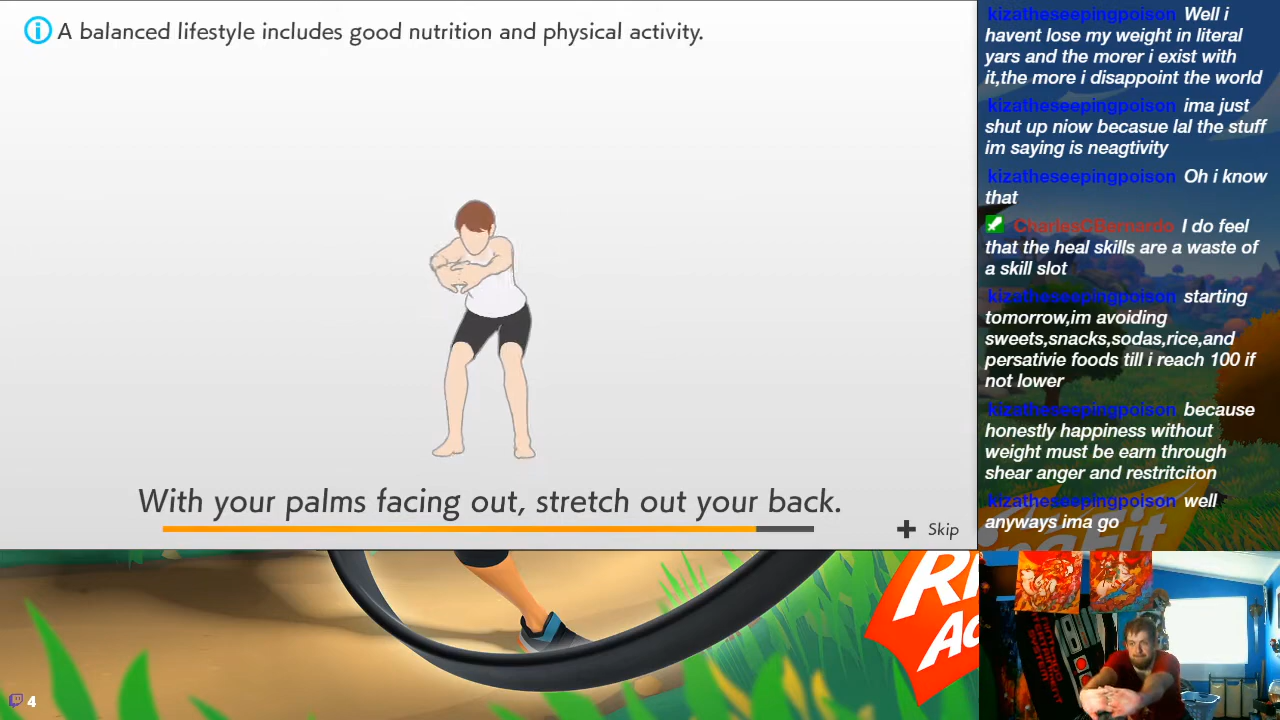 A balanced lifestyle includes good nutrition and physical activity.
With your palms facing out, stretch out your back.
Skip
kizatheseepingpoison Well i
havent lose my weight in literal
yars and the morer i exist with
it,the more i disappoint the world
kizatheseepingpoison ima just
shut up niow becasue lal the stuff
im saying is neagtivity
kizatheseepingpoison Oh i know
that
CharlesCBernardo I do feel
that the heal skills are a waste of
a skill slot
kizatheseepingpoison starting
tomorrow,im avoiding
sweets,snacks,sodas,rice,and
persativie foods till i reach 100 if
not lower
kizatheseepingpoison because
honestly happiness without
weight must be earn through
shear anger and restritciton
kizatheseepingpoison well
anyways ima go
4